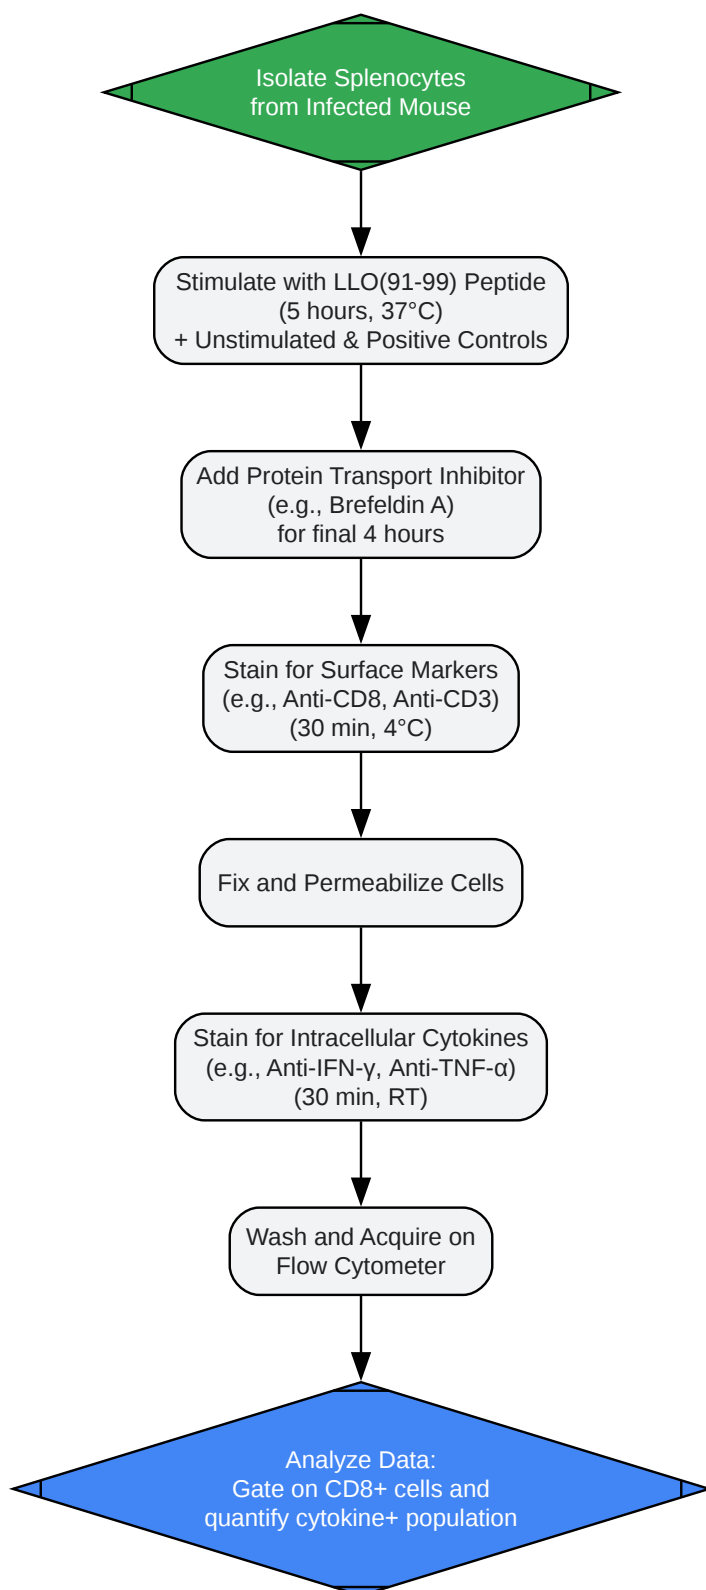 Isolate Splenocytes
from Infected Mouse
Stimulate with LLO(91-99) Peptide
(5 hours, 37°C)
+ Unstimulated & Positive Controls
Add Protein Transport Inhibitor
(e.g., Brefeldin A)
for final 4 hours
Stain for Surface Markers
(e.g., Anti-CD8, Anti-CD3)
(30 min, 4°C)
Fix and Permeabilize Cells
Stain for Intracellular Cytokines
(e.g., Anti-IFN-γ, Anti-TNF-α)
(30 min, RT)
Wash and Acquire on
Flow Cytometer
Analyze Data:
Gate on CD8+ cells and
quantify cytokine+ population